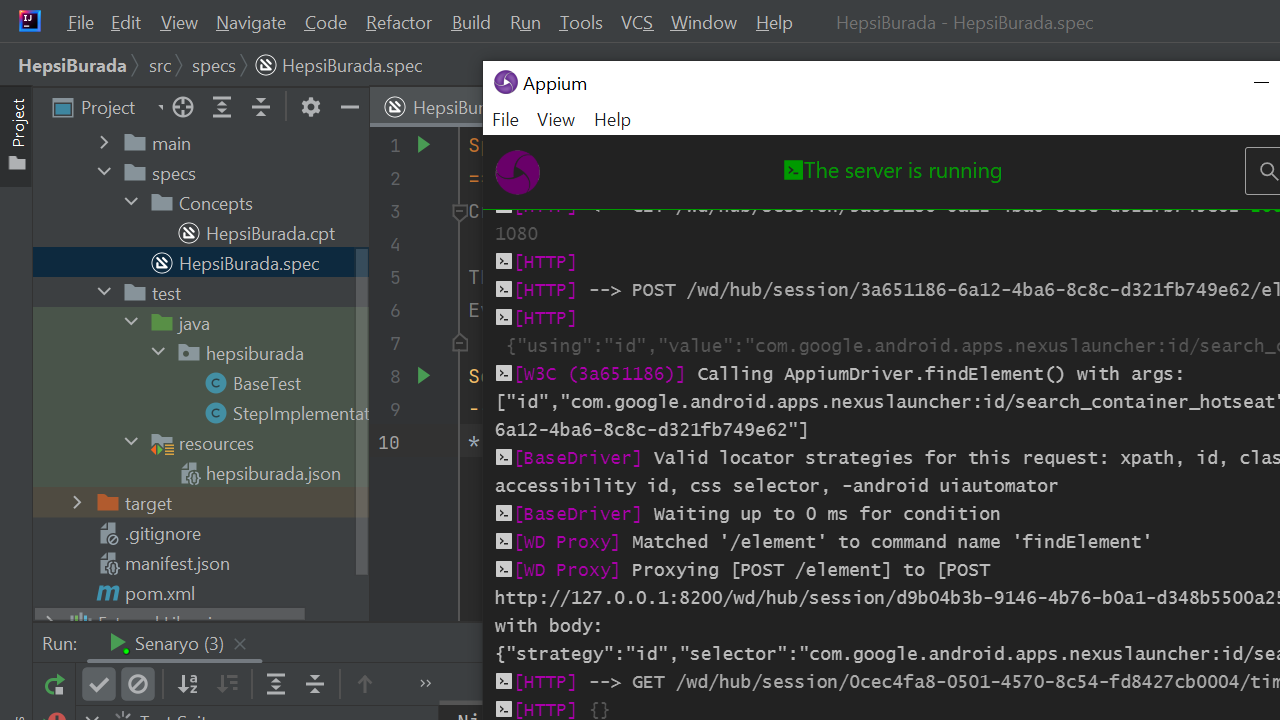 File Edit View Navigate Code Refactor Build Run Tools VCS Window Help HepsiBurada - HepsiBurada.spec
HepsiBurada src specs HepsiBurada.spec
Project
Project
main
specs
Concepts
HepsiBurada.cpt
HepsiBurada.spec
test
java
hepsiburada
BaseTest
StepImplementat
resources
hepsiburada.json
target
.gitignore
manifest.json
pom.xml
Run: Senaryo (3)
HepsiBu
1
2
3
4
5
6
7
8
9
10 *
Appium
File View Help
The server is running
1080
[HTTP]
[HTTP] --> POST /wd/hub/session/3a651186-6a12-4ba6-8c8c-d321fb749e62/el
[HTTP]
{"using":"id","value":"com.google.android.apps.nexuslauncher:id/search_c
[W3C (3a651186)] Calling AppiumDriver.findElement() with args:
["id","com.google.android.apps.nexuslauncher:id/search_container_hotseat"
6a12-4ba6-8c8c-d321fb749e62"]
[BaseDriver] Valid locator strategies for this request: xpath, id, clas
accessibility id, css selector, -android uiautomator
[BaseDriver] Waiting up to 0 ms for condition
[WD Proxy] Matched '/element' to command name 'findElement'
[WD Proxy] Proxying [POST /element] to [POST
http://127.0.0.1:8200/wd/hub/session/d9b04b3b-9146-4b76-b0a1-d348b5500a25
with body:
{"strategy":"id","selector":"com.google.android.apps.nexuslauncher:id/sea
[HTTP] --> GET /wd/hub/session/0cec4fa8-0501-4570-8c54-fd8427cb0004/tim
[HTTP] {}